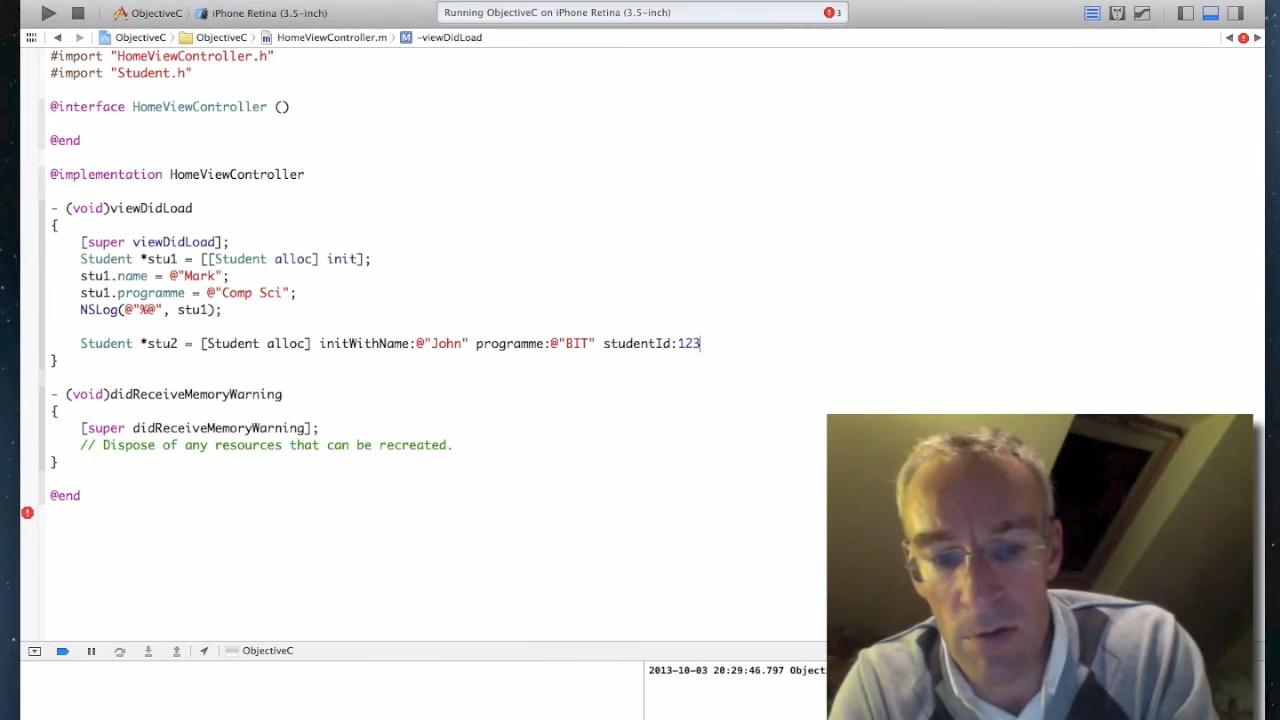 ObjectiveC iPhone Retina (3.5-inch) Running ObjectiveC on iPhone Retina (3.5-inch) 3
ObjectiveC ObjectiveC HomeViewController.m M -viewDidLoad
#import "HomeViewController.h"
#import "Student.h"
@interface HomeViewController ()
@end
@implementation HomeViewController
- (void)viewDidLoad
{
[super viewDidLoad];
Student *stu1 = [[Student alloc] init];
stu1.name = @"Mark";
stu1.programme = @"Comp Sci";
NSLog(@"%@", stu1);
Student *stu2 = [Student alloc] initWithName:@"John" programme:@"BIT" studentId:123
}
- (void)didReceiveMemoryWarning
{
[super didReceiveMemoryWarning];
// Dispose of any resources that can be recreated.
}
@end
ObjectiveC
2013-10-03 20:29:46.797 Objecti